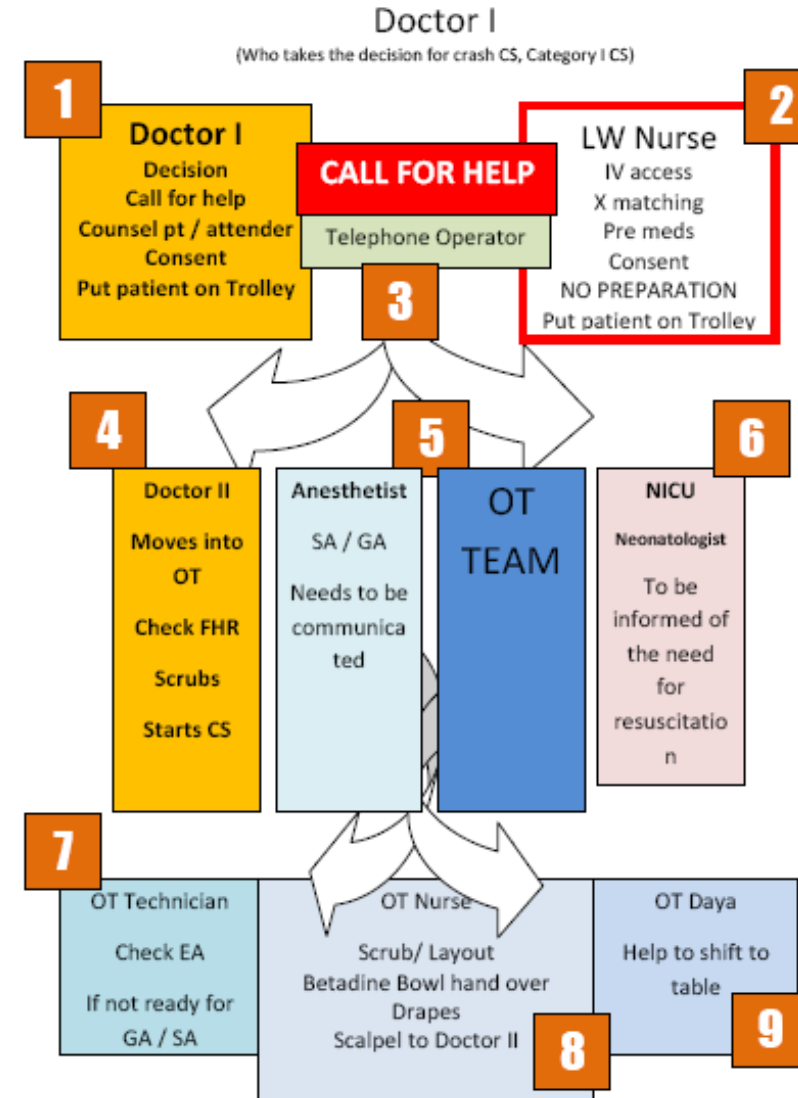 Doctor I
(Who takes the decision for crash CS, Category I CS)
1
Doctor I
Decision
Call for help
Counsel pt / attender
Consent
Put patient on Trolley
CALL FOR HELP
Telephone Operator
3
2
LW Nurse
IV access
X matching
Pre meds
Consent
NO PREPARATION
Put patient on Trolley
4
Doctor II
Moves into
OT
Check FHR
Scrubs
Starts CS
5
Anesthetist
SA / GA
Needs to be
communica
ted
OT
TEAM
6
NICU
Neonatologist
To be
informed of
the need
for
resuscitatio
n
7
OT Technician
Check EA
If not ready for
GA / SA
OT Nurse
Scrub/ Layout
Betadine Bowl hand over
Drapes
Scalpel to Doctor II
8
OT Daya
Help to shift to
table
9